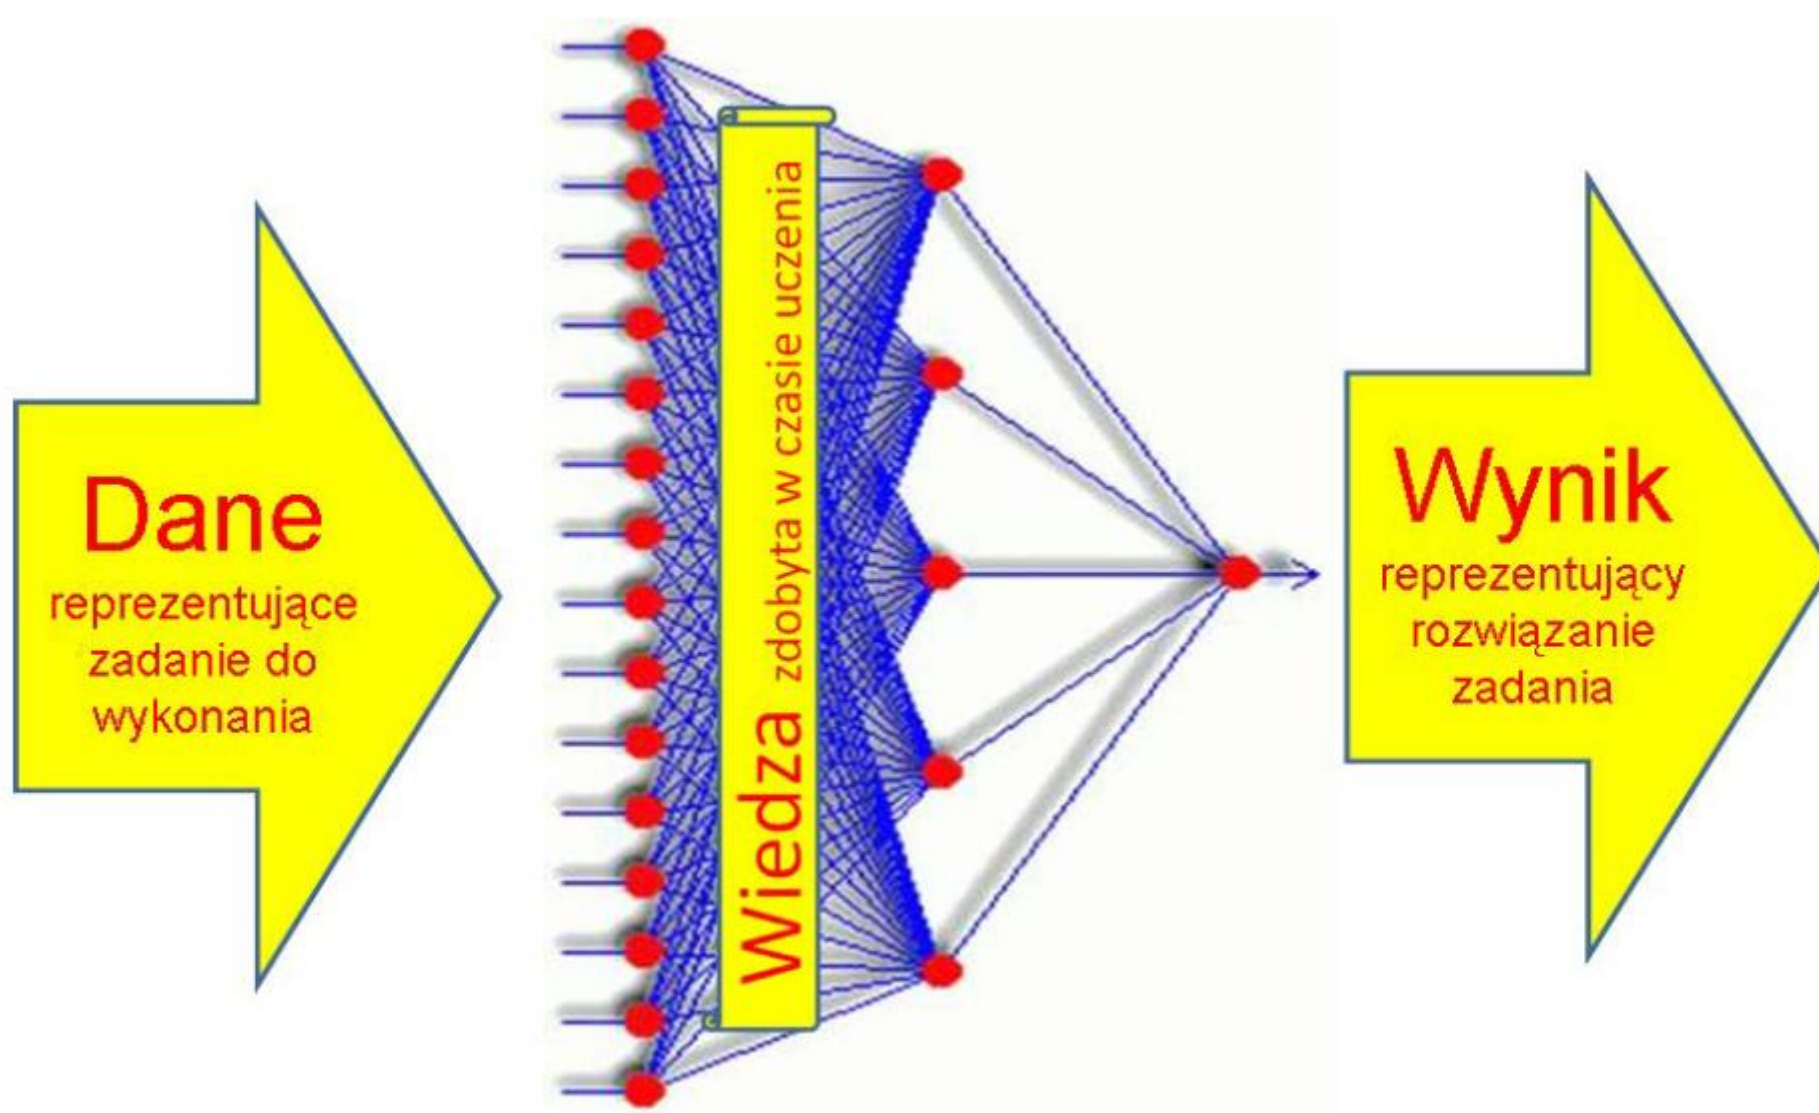 Dane
reprezentujące
zadanie do
wykonania
Wiedza zdobyta w czasie uczenia
Wynik
reprezentujący
rozwiązanie
zadania